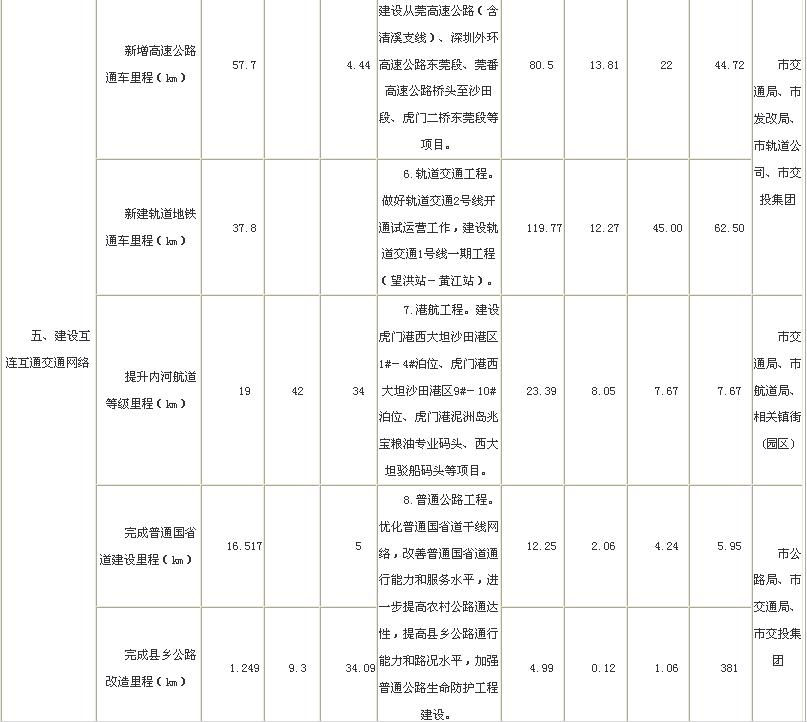 五、建设互
连互通交通网络
新增高速公路
通车里程(km)
57.7
4.44
建设从莞高速公路(含
清溪支线)、深圳外环
高速公路东莞段、莞番
高速公路桥头至沙田
段、虎门二桥东莞段等
项目。
80.5
13.81
22
44.72
市交
通局、市
发改局、
市轨道公
司、市交
投集团
新建轨道地铁
通车里程(km)
37.8
6.轨道交通工程。
做好轨道交通2号线开
通试运营工作,建设轨
道交通1号线一期工程
(望洪站－黄江站)。
119.77
12.27
45.00
62.50
提升内河航道
等级里程(km)
19
42
34
7.港航工程。建设
虎门港西大坦沙田港区
1#－4#泊位、虎门港西
大坦沙田港区9#－10#
泊位、虎门港泥洲岛兆
宝粮油专业码头、西大
坦驳船码头等项目。
23.39
8.05
7.67
7.67
市交
通局、市
航道局、
相关镇街
(园区)
完成普通国省
道建设里程(km)
16.517
5
8.普通公路工程。
优化普通国省道干线网
络,改善普通国省道通
行能力和服务水平,进
一步提高农村公路通达
性,提高县乡公路通行
能力和路况水平,加强
普通公路生命防护工程
建设。
12.25
2.06
4.24
5.95
市公
路局、市
交通局、
市交投集
团
完成县乡公路
改造里程(km)
1.249
9.3
34.09
4.99
0.12
1.06
381